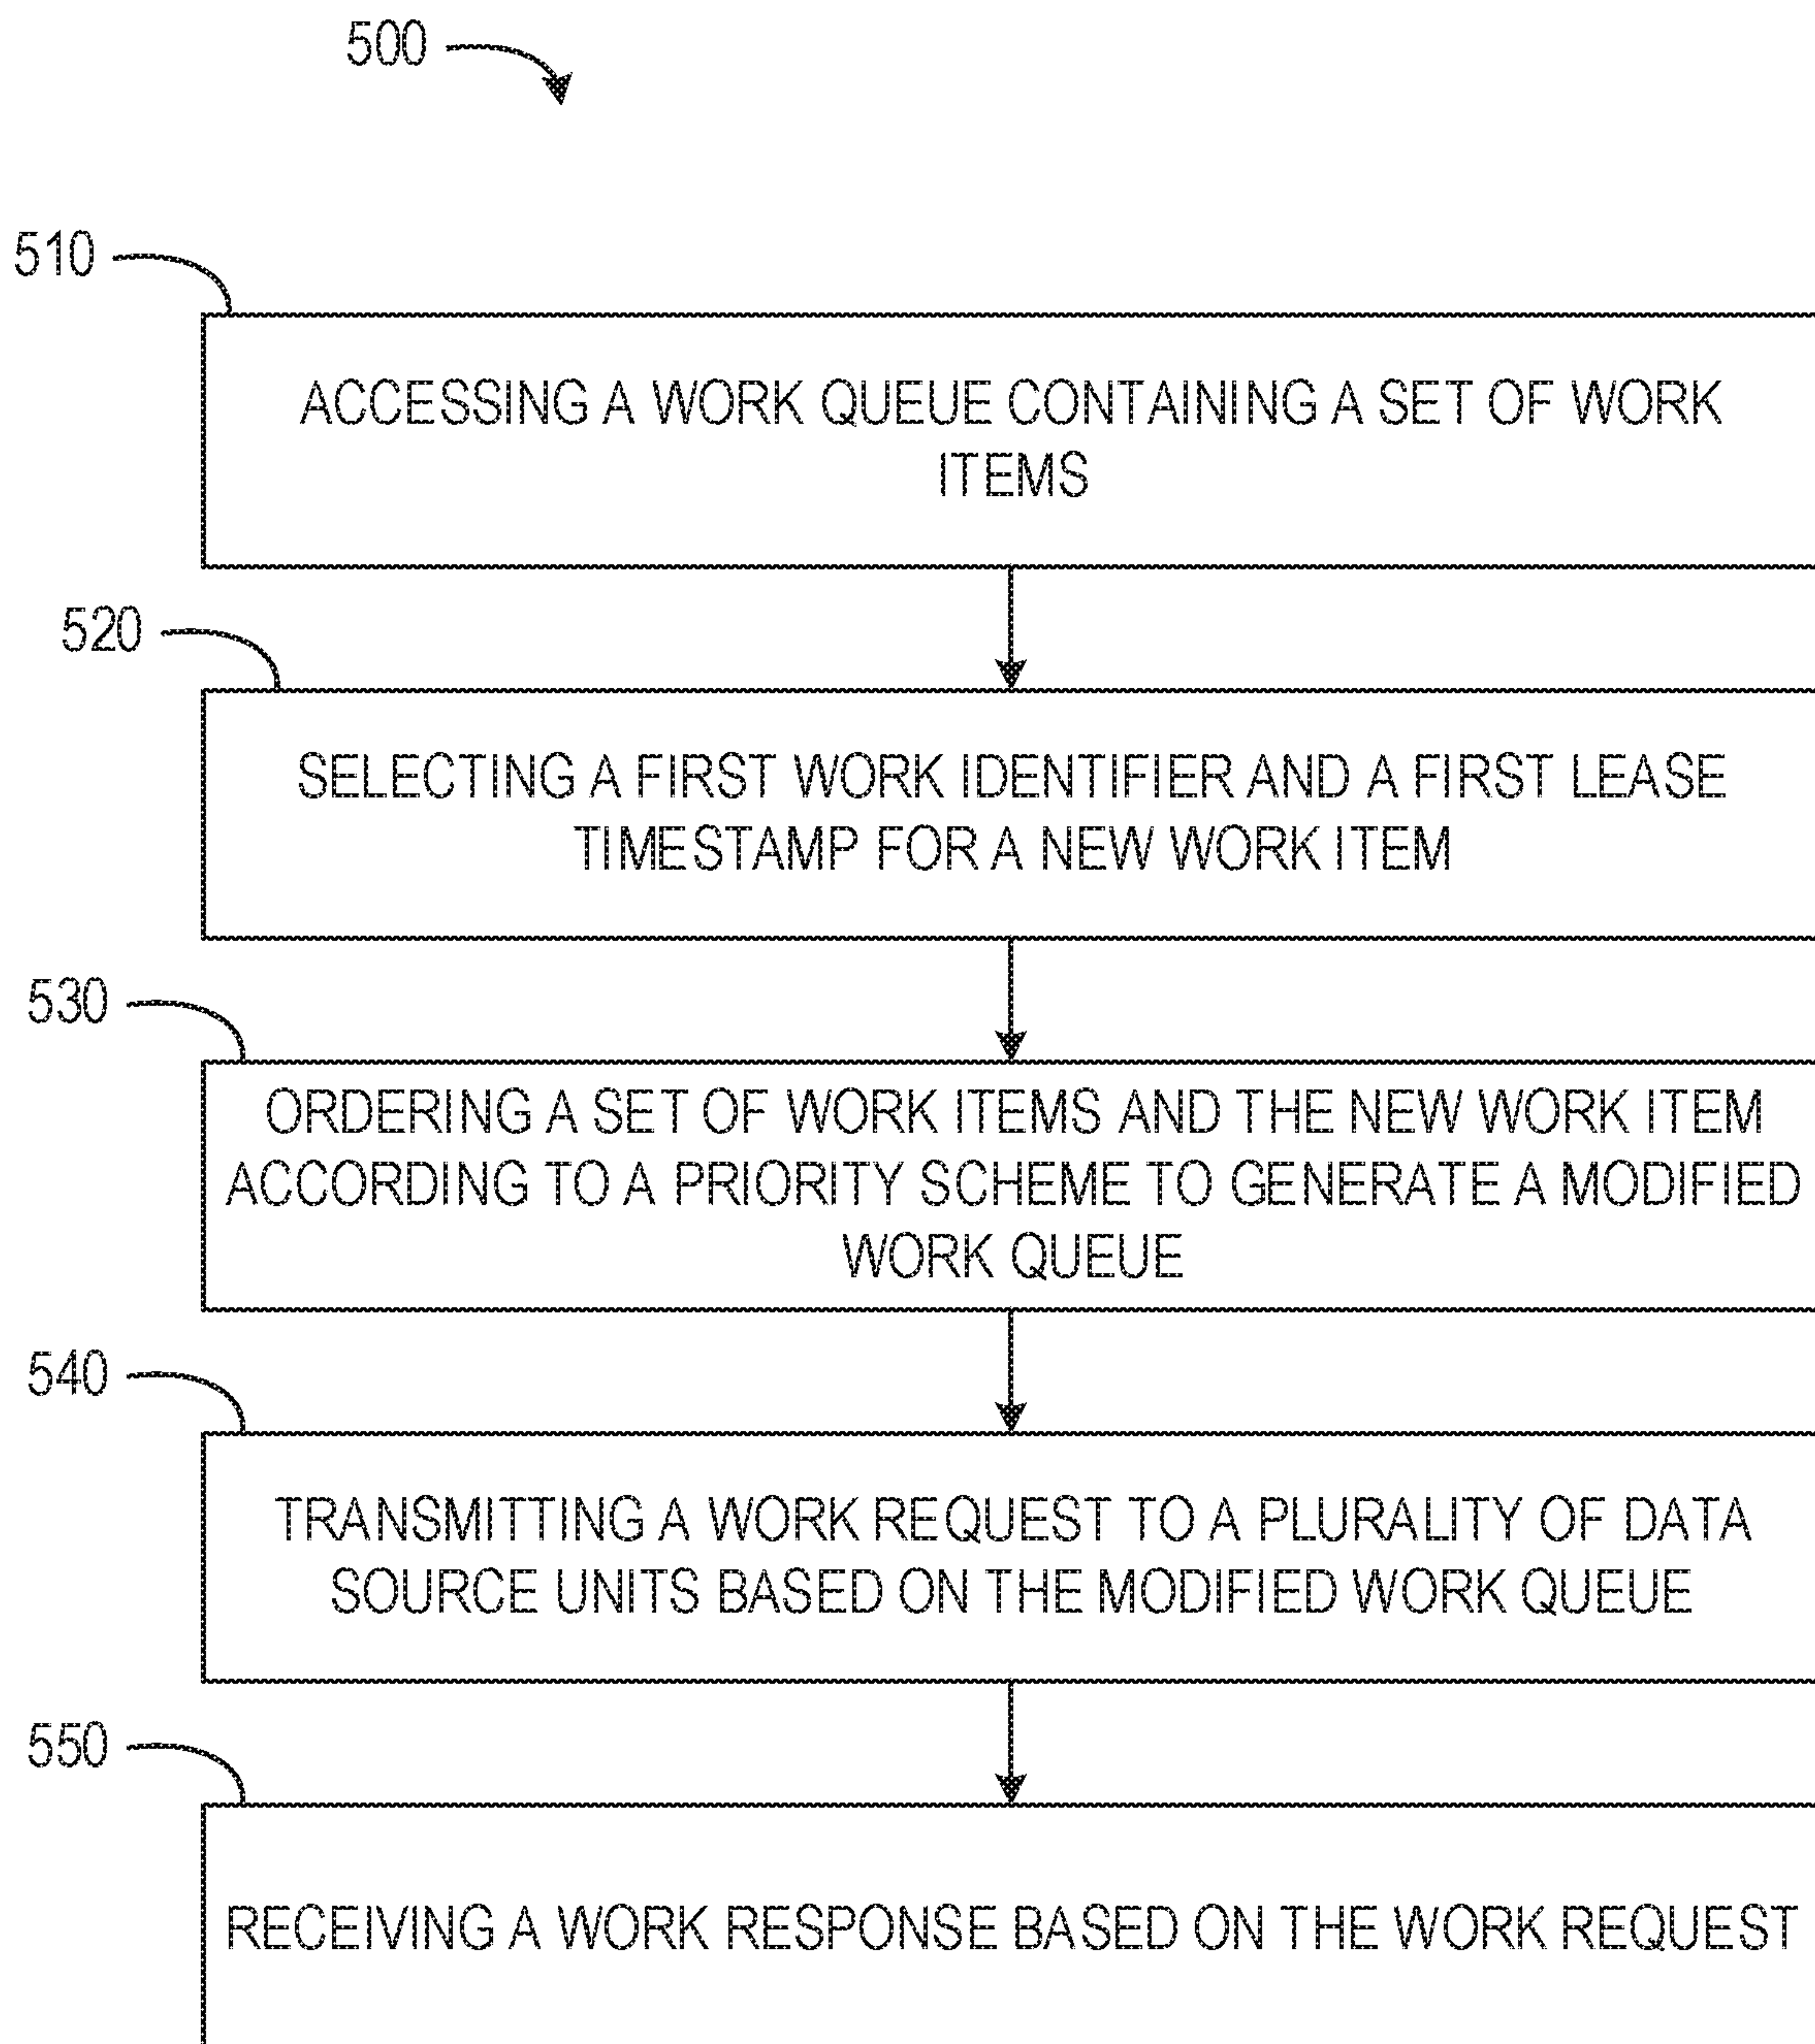 500
510
ACCESSING A WORK QUEUE CONTAINING A SET OF WORK
ITEMS
520
SELECTING A FIRST WORK IDENTIFIER AND A FIRST LEASE
TIMESTAMP FOR A NEW WORK ITEM
530
ORDERING A SET OF WORK ITEMS AND THE NEW WORK ITEM
ACCORDING TO A PRIORITY SCHEME TO GENERATE A MODIFIED
WORK QUEUE
540
TRANSMITTING A WORK REQUEST TO A PLURALITY OF DATA
SOURCE UNITS BASED ON THE MODIFIED WORK QUEUE
550
RECEIVING A WORK RESPONSE BASED ON THE WORK REQUEST